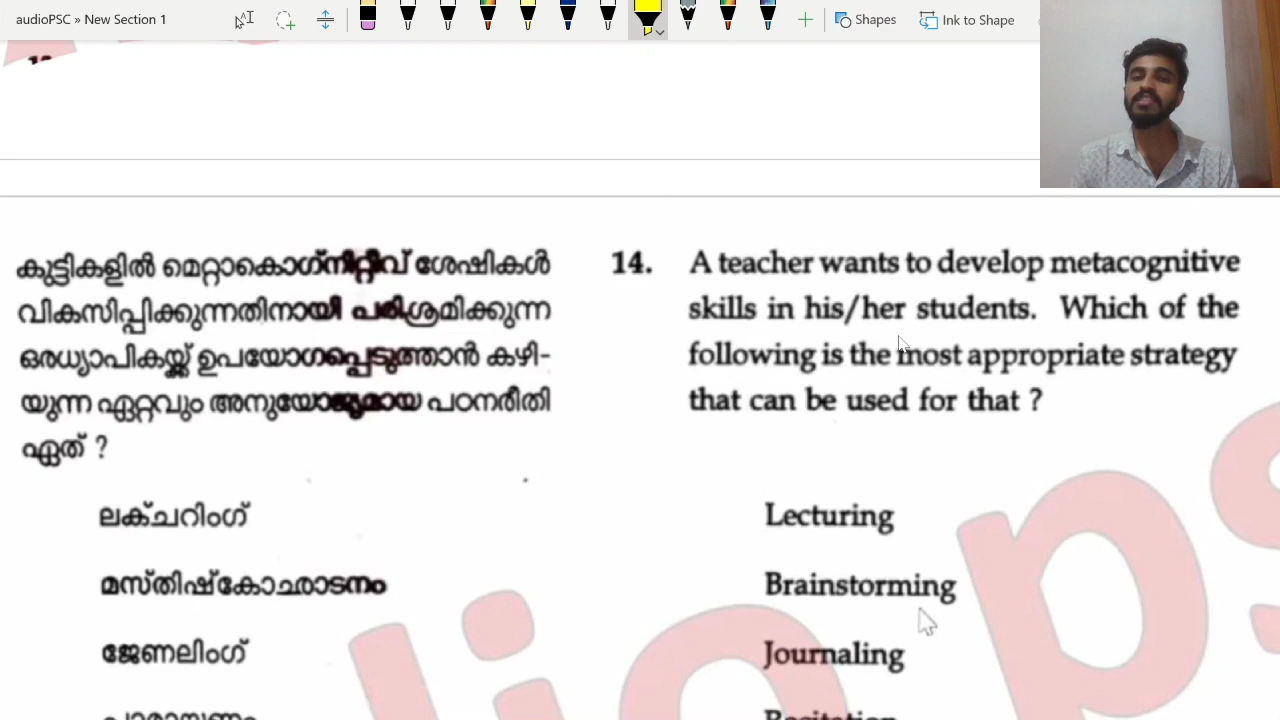 audioPSC » New Section 1
Shapes
Ink to Shape
കുട്ടികളിൽ മെറ്റാകൊഗ്നിറ്റീവ് ശേഷികൾ
വികസിപ്പിക്കുന്നതിനായി പരിശ്രമിക്കുന്ന
ഒരധ്യാപികയ്ക്ക് ഉപയോഗപ്പെടുത്താൻ കഴി-
യുന്ന ഏറ്റവും അനുയോജ്യമായ പഠനരീതി
ഏത് ?
ലക്ചറിംഗ്
മസ്തിഷ്കോഛാടനം
ജേണലിംഗ്
14. A teacher wants to develop metacognitive
skills in his/her students. Which of the
following is the most appropriate strategy
that can be used for that ?
Lecturing
Brainstorming
Journaling
Recitation